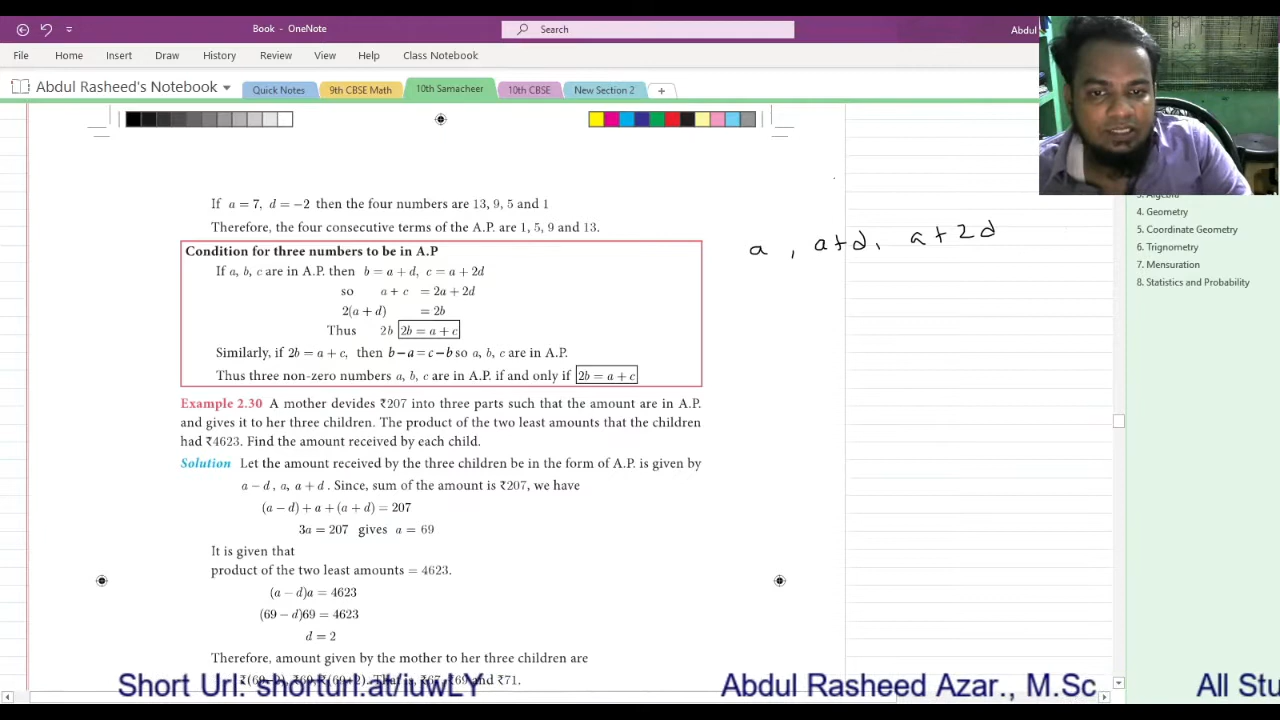 Book - OneNote
Search
Abdul
File Home Insert Draw History Review View Help Class Notebook
Abdul Rasheed's Notebook
Quick Notes 9th CBSE Math 10th Samacheer 10th CBSE New Section 2 +
If a = 7, d = −2 then the four numbers are 13, 9, 5 and 1
Therefore, the four consecutive terms of the A.P. are 1, 5, 9 and 13.
Condition for three numbers to be in A.P
If a, b, c are in A.P. then b = a + d, c = a + 2d
so a + c = 2a + 2d
2(a + d) = 2b
Thus 2b 2b = a + c
Similarly, if 2b = a + c, then b − a = c − b so a, b, c are in A.P.
Thus three non-zero numbers a, b, c are in A.P. if and only if 2b = a + c
a , a+d, a+2d
Example 2.30 A mother devides ₹207 into three parts such that the amount are in A.P.
and gives it to her three children. The product of the two least amounts that the children
had ₹4623. Find the amount received by each child.
Solution Let the amount received by the three children be in the form of A.P. is given by
a − d , a, a + d . Since, sum of the amount is ₹207, we have
(a − d) + a + (a + d) = 207
3a = 207 gives a = 69
It is given that
product of the two least amounts = 4623.
(a − d)a = 4623
(69 − d)69 = 4623
d = 2
Therefore, amount given by the mother to her three children are
and ₹71.
4. Geometry
5. Coordinate Geometry
6. Trignometry
7. Mensuration
8. Statistics and Probability
Abdul Rasheed Azar., M.Sc
All Stu